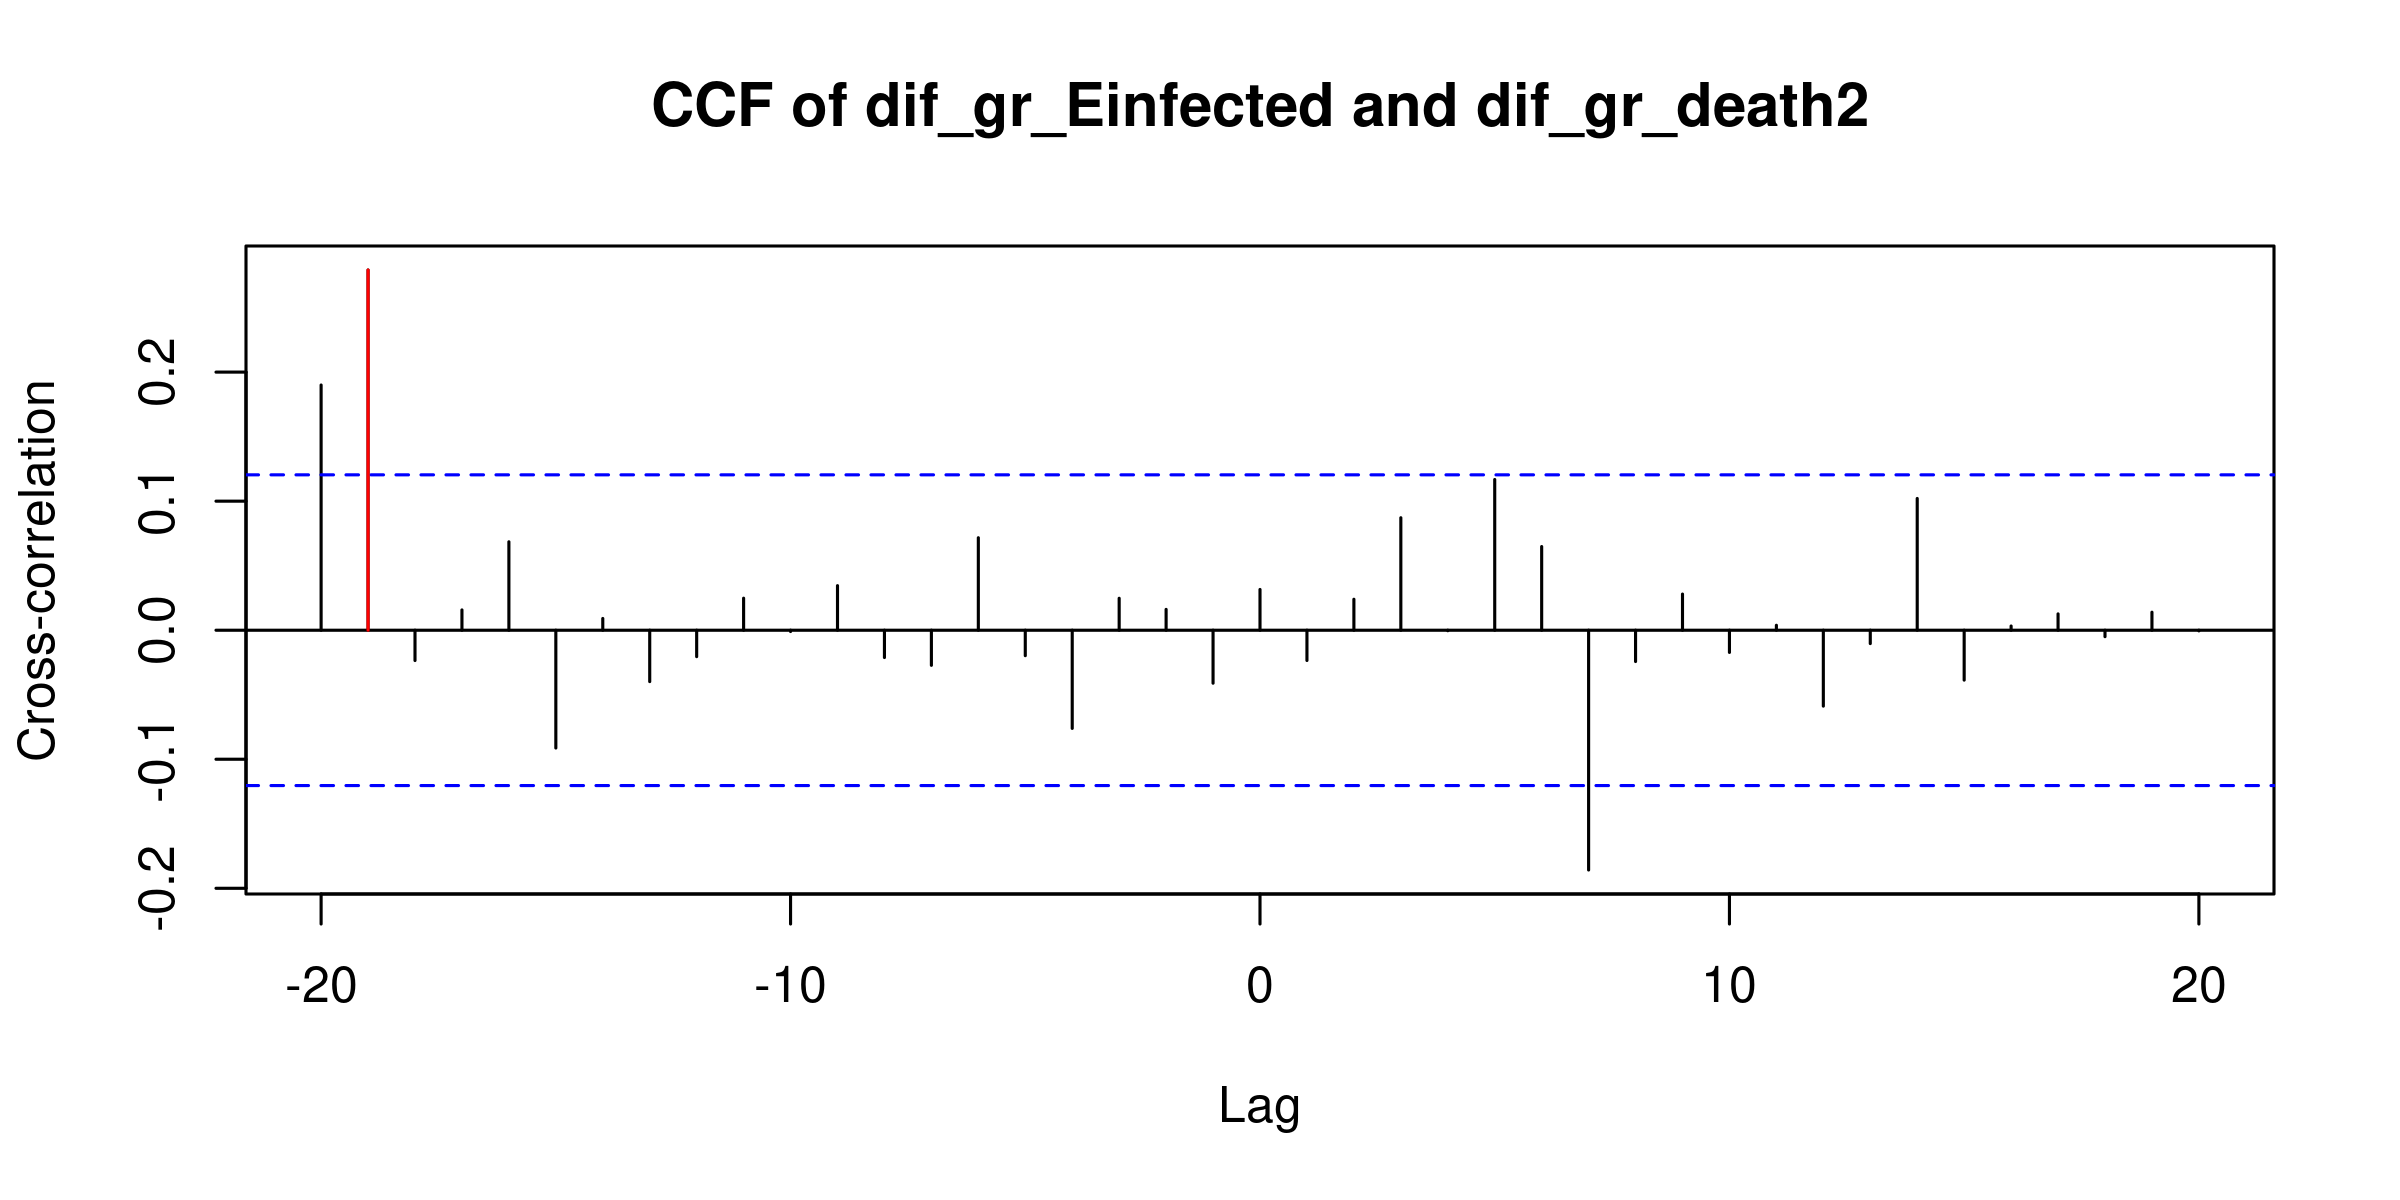 CCF of dif_gr_Einfected and dif_gr_death2
Cross-correlation
0.2
0.1
0.0
-0.1
-0.2
-20 -10 0 10 20
Lag